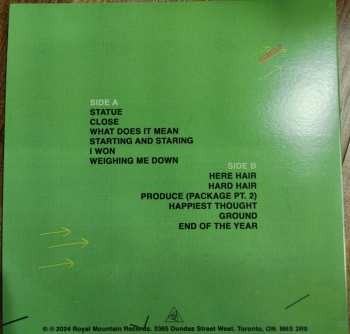 SIDE A
STATUE
CLOSE
WHAT DOES IT MEAN
STARTING AND STARING
I WON
WEIGHING ME DOWN
SIDE B
HERE HAIR
HARD HAIR
PRODUCE (PACKAGE PT. 2)
HAPPIEST THOUGHT
GROUND
END OF THE YEAR
℗ © 2024 Royal Mountain Records. 5365 Dundas Street West, Toronto, ON. M6S 2R9